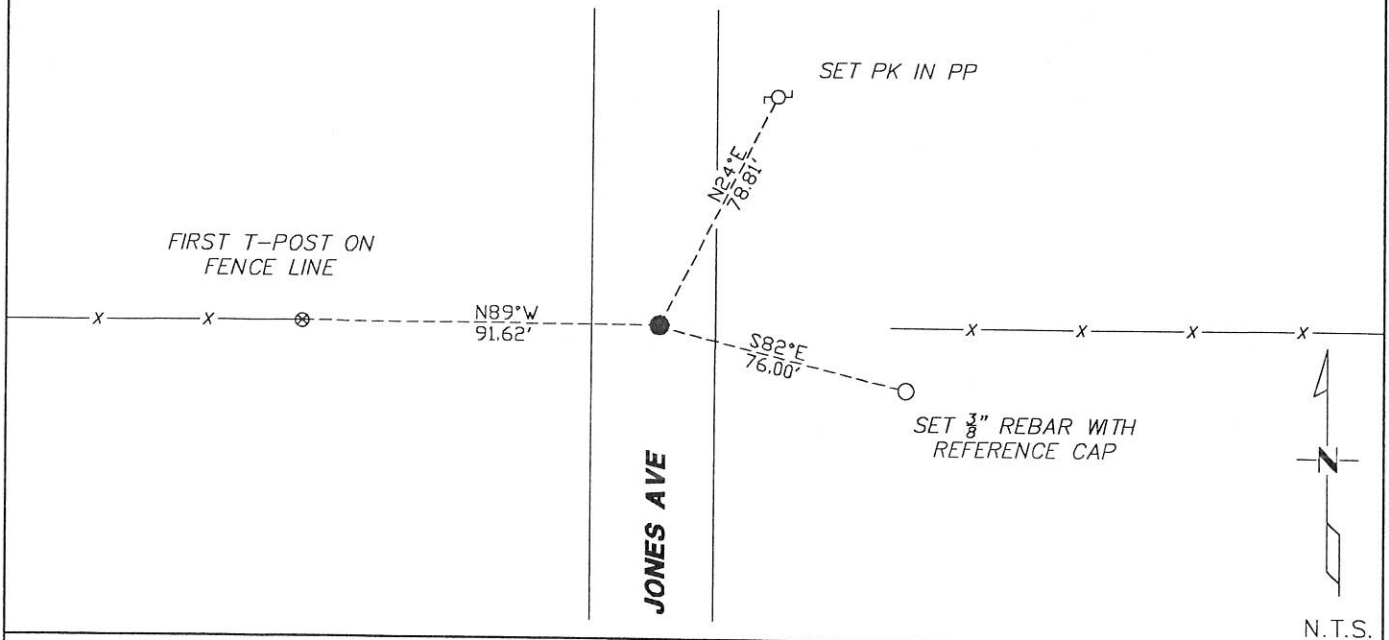 SET PK IN PP
N24°E
78.81'
FIRST T-POST ON
FENCE LINE
X X
N89°W
91.62'
S82°E
76.00'
X X X X
SET 3/8" REBAR WITH
REFERENCE CAP
N
JONES AVE
N.T.S.